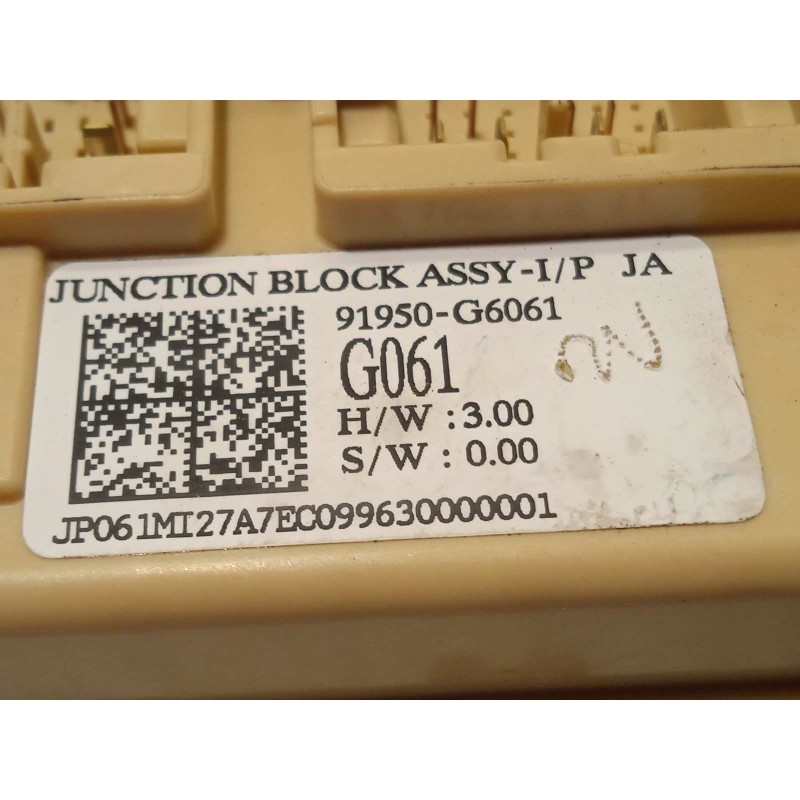 JUNCTION BLOCK ASSY-I/P JA
91950-G6061
G061
H/W : 3.00
S/W : 0.00
JP061MI27A7EC099630000001